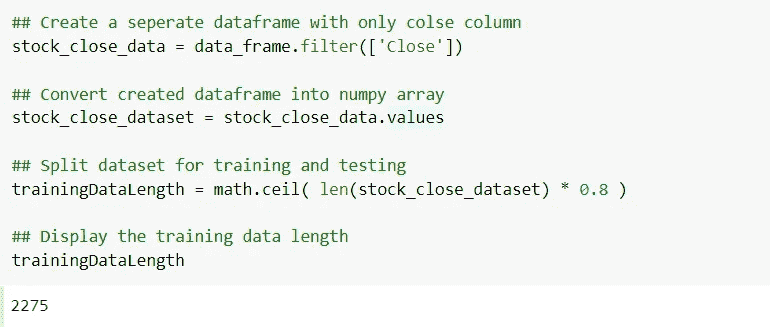 ## Create a seperate dataframe with only colse column
stock_close_data = data_frame.filter(['Close'])
## Convert created dataframe into numpy array
stock_close_dataset = stock_close_data.values
## Split dataset for training and testing
trainingDataLength = math.ceil( len(stock_close_dataset) * 0.8 )
## Display the training data length
trainingDataLength
2275